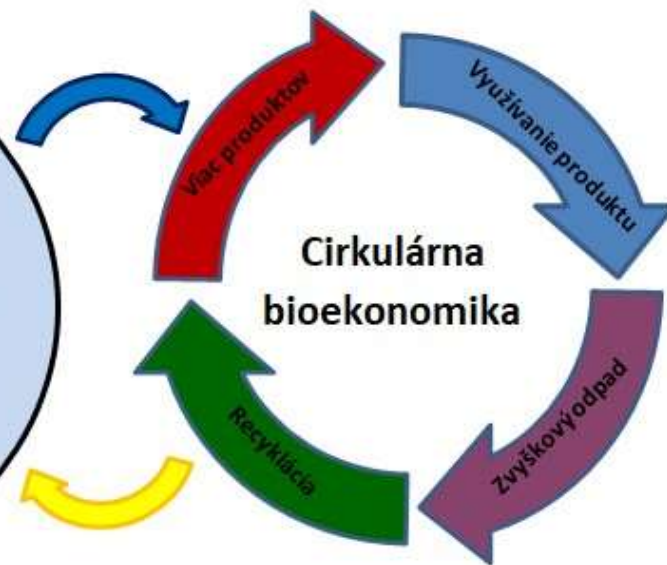 Viac produktov
Využívanie produktu
Cirkulárna
bioekonomika
Zvyškový odpad
Recyklácia